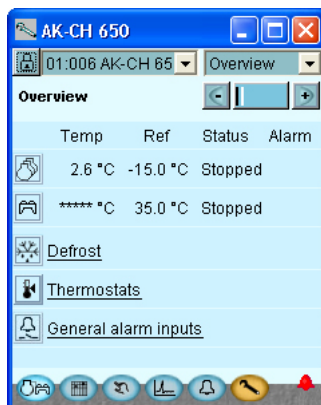 AK-CH 650
01:006 AK-CH 65 Overview
Overview
Temp Ref Status Alarm
2.6 °C -15.0 °C Stopped
***** °C 35.0 °C Stopped
Defrost
Thermostats
General alarm inputs